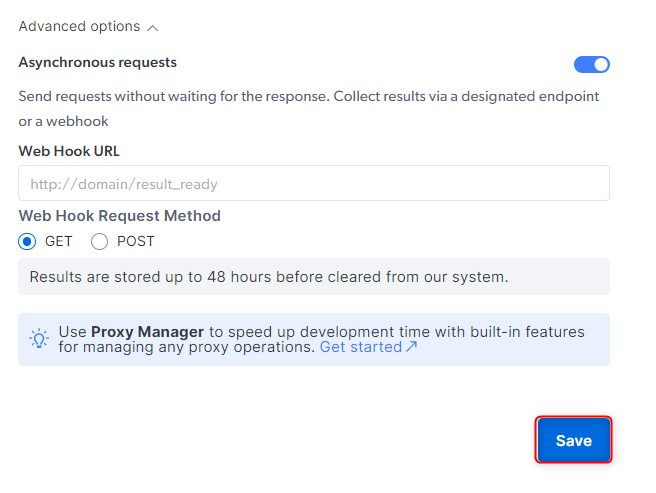 Advanced options
Asynchronous requests
Send requests without waiting for the response. Collect results via a designated endpoint
or a webhook
Web Hook URL
http://domain/result_ready
Web Hook Request Method
GET POST
Results are stored up to 48 hours before cleared from our system.
Use Proxy Manager to speed up development time with built-in features
for managing any proxy operations. Get started
Save